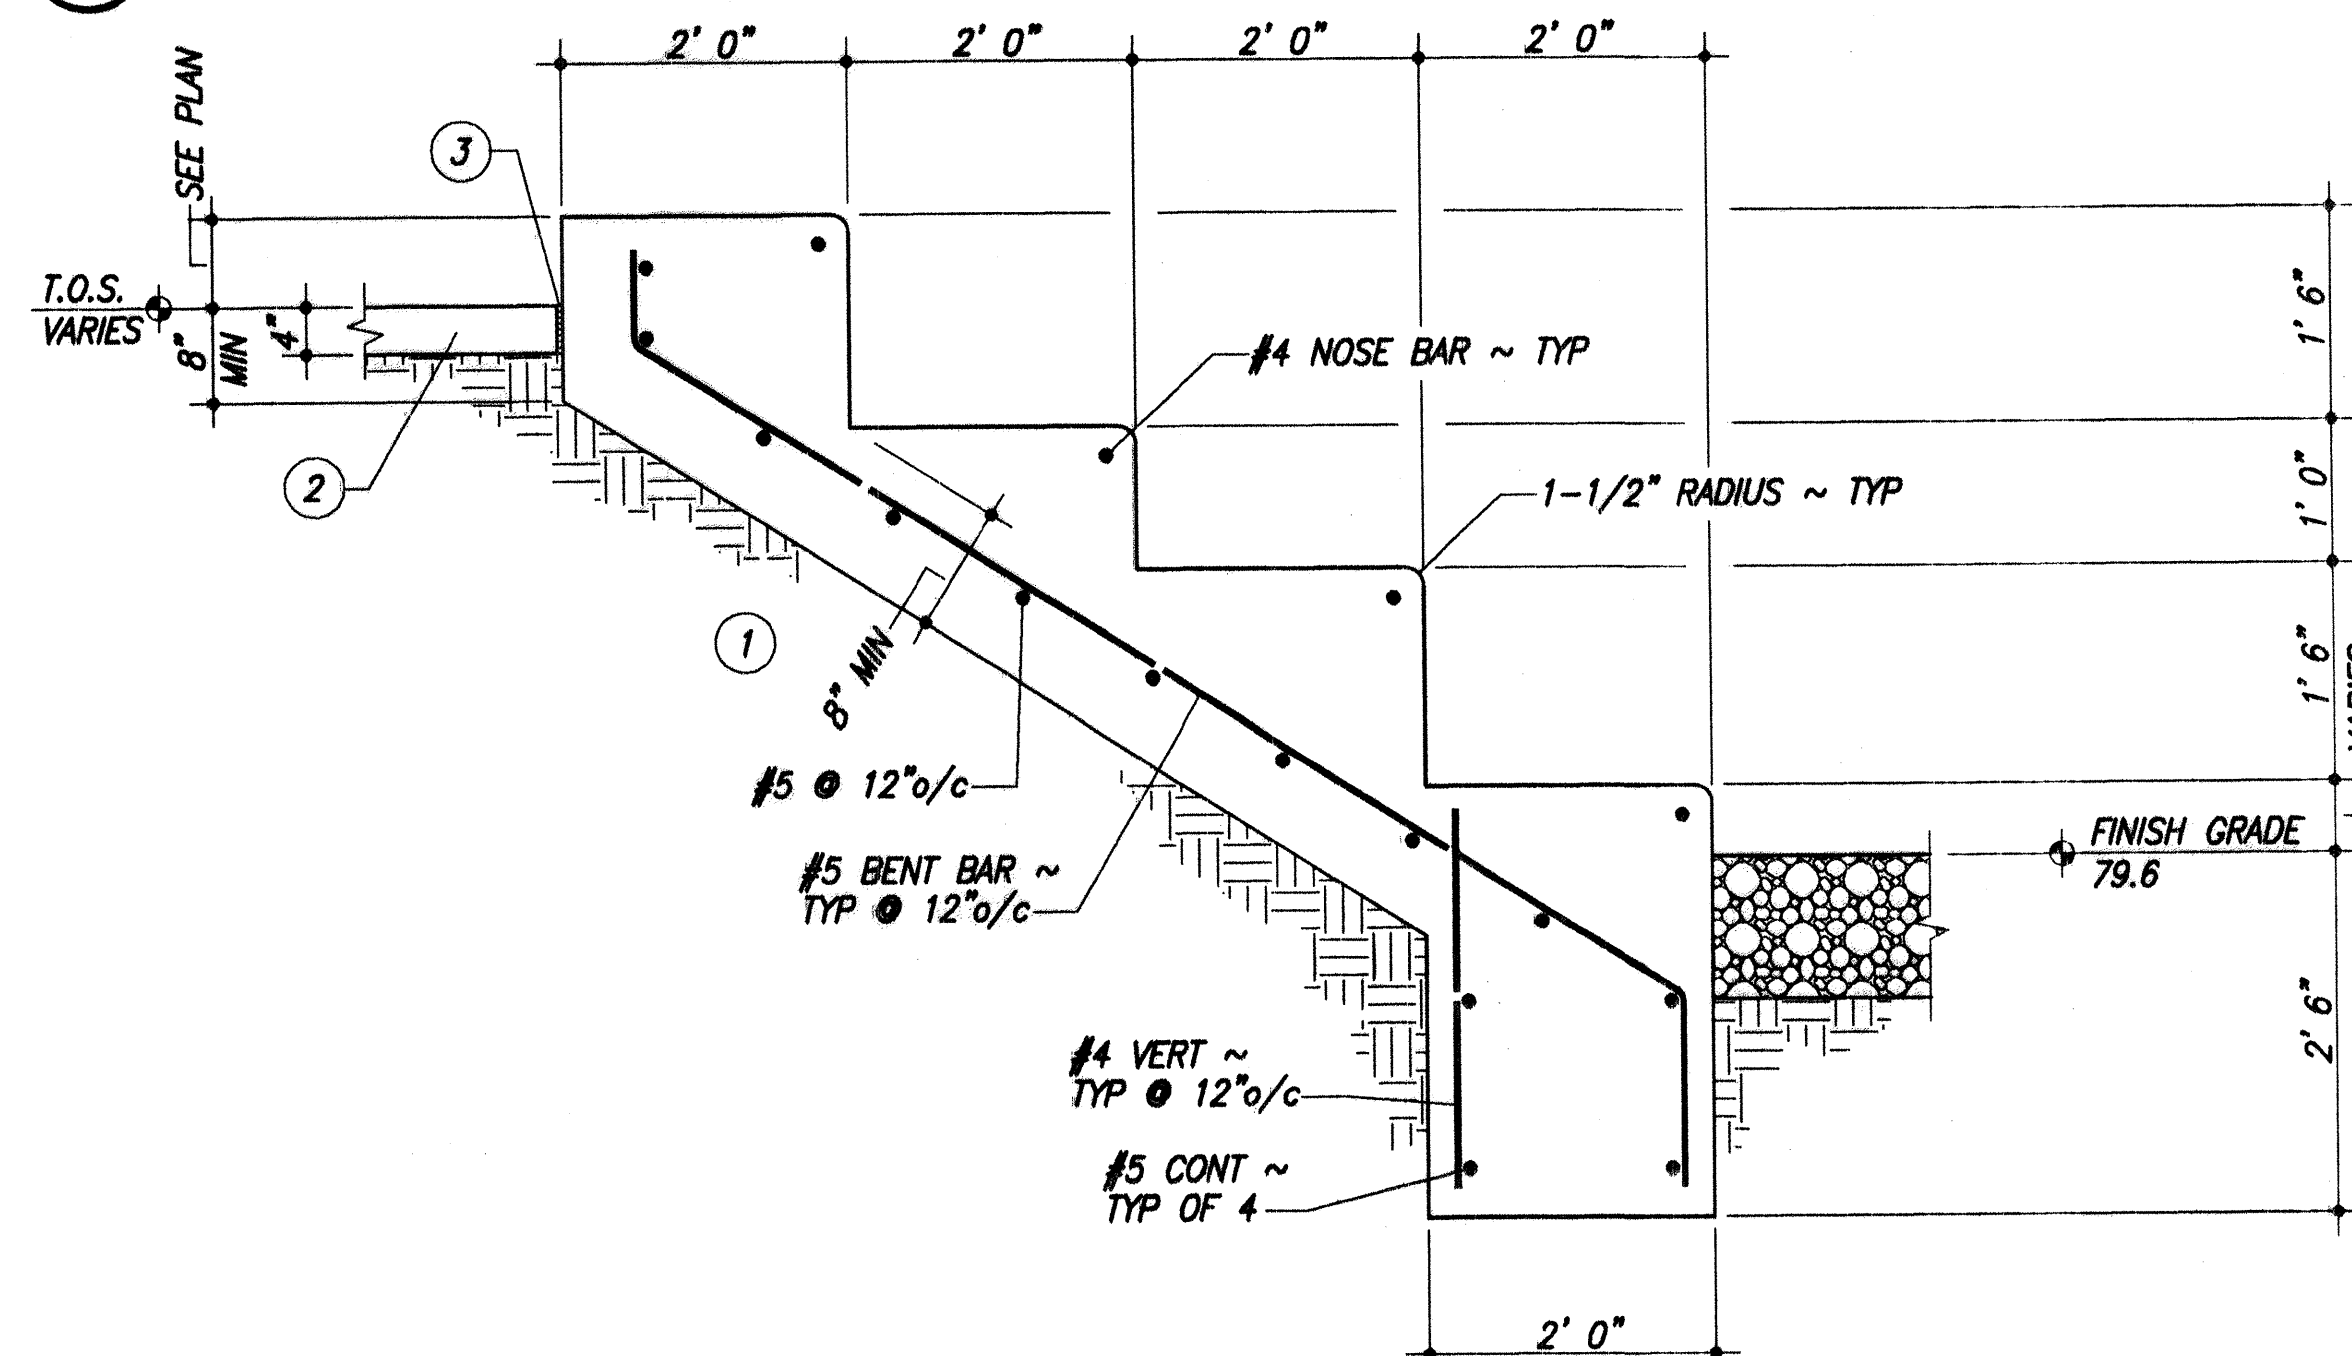 2' 0" 2' 0" 2' 0" 2' 0"
SEE PLAN
3
T.O.S.
VARIES
8"
MIN
4"
1' 6"
#4 NOSE BAR ~ TYP
2
1-1/2" RADIUS ~ TYP
1' 0"
1
8" MIN
1' 6"
#5 @ 12"o/c
#5 BENT BAR ~
TYP @ 12"o/c
FINISH GRADE
79.6
2' 6"
#4 VERT ~
TYP @ 12"o/c
#5 CONT ~
TYP OF 4
2' 0"